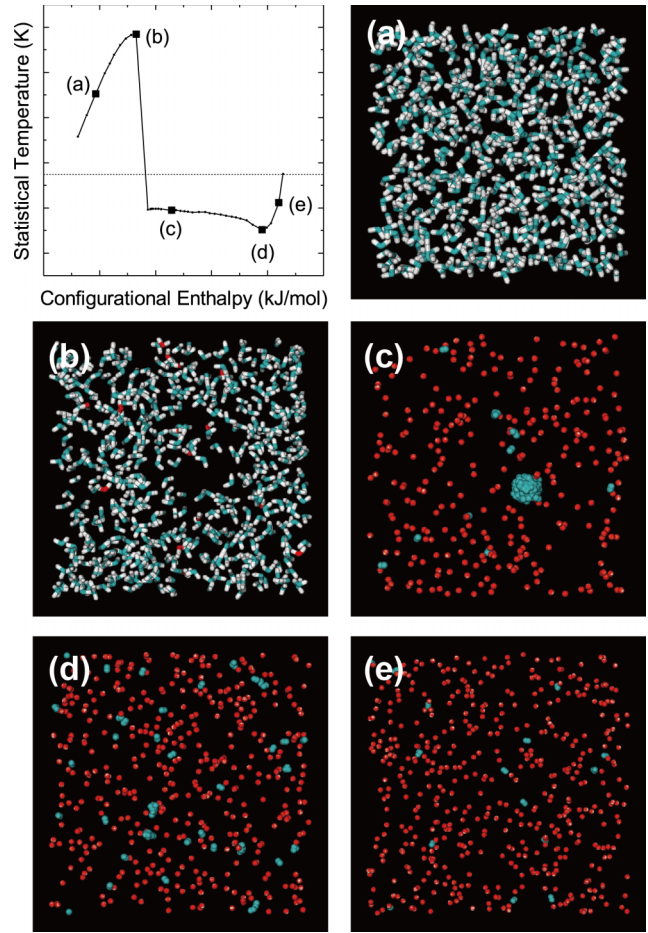 Statistical Temperature (K)
(a)
(b)
(c)
(d)
(e)
Configurational Enthalpy (kJ/mol)
(a)
(b)
(c)
(d)
(e)